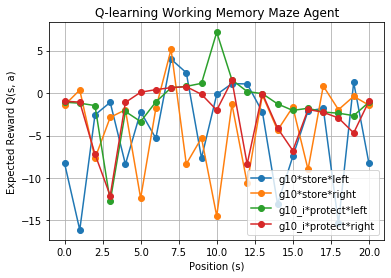 Q-learning Working Memory Maze Agent
Expected Reward Q(s, a)
5
0
−5
−10
−15
g10*store*left
g10*store*right
g10_i*protect*left
g10_i*protect*right
0.0 2.5 5.0 7.5 10.0 12.5 15.0 17.5 20.0
Position (s)